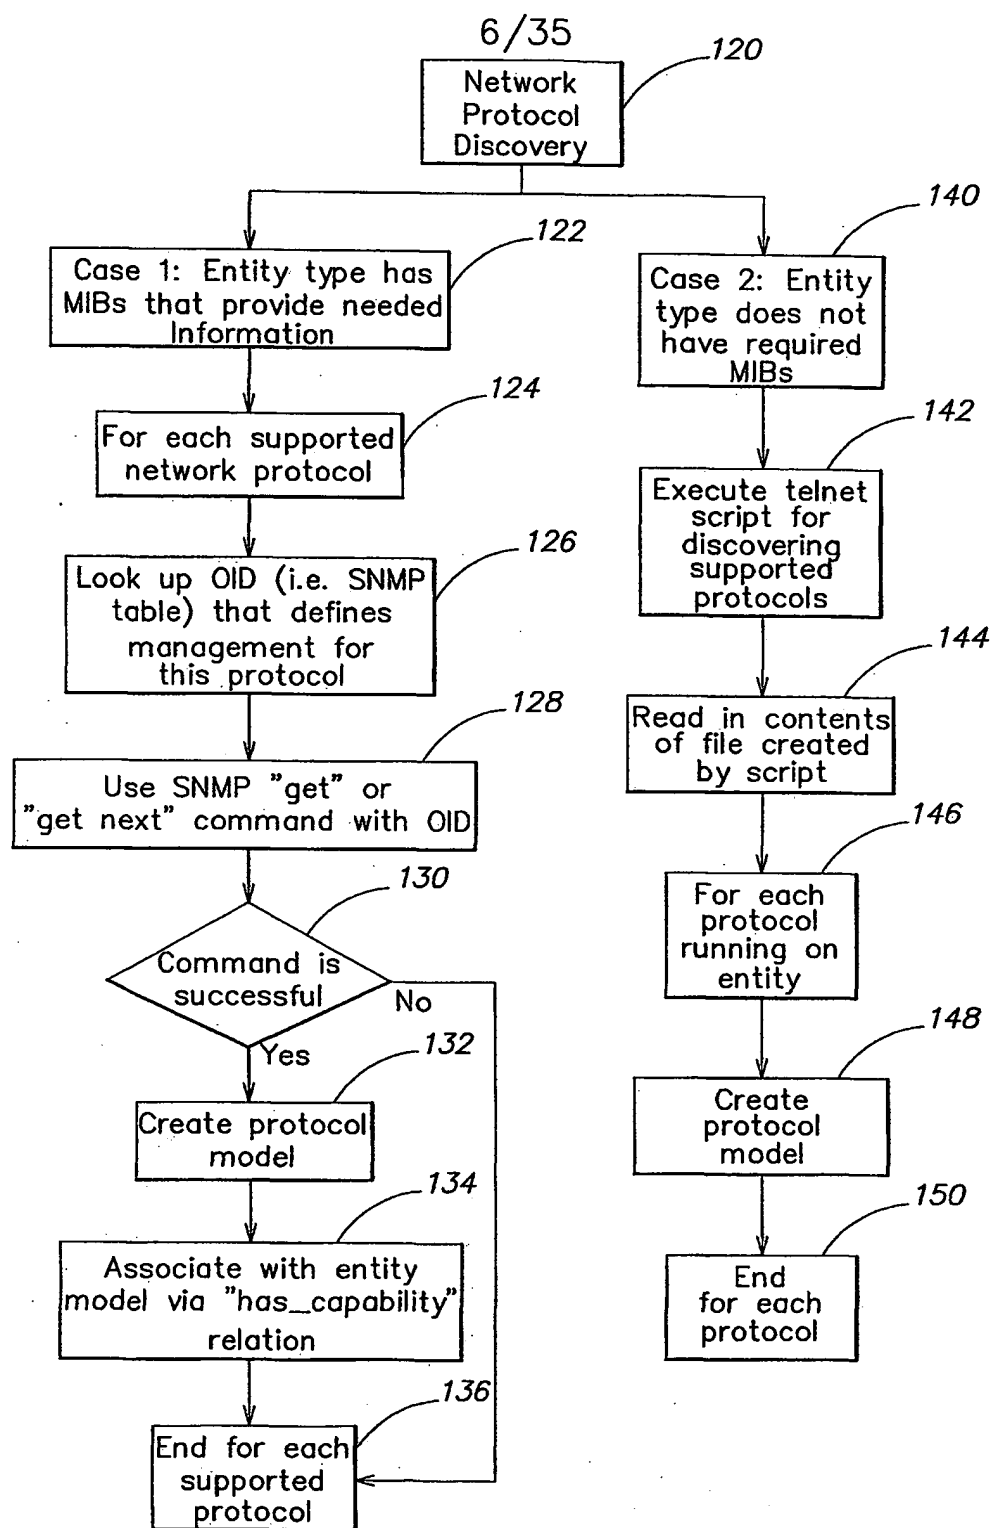 6/35
120
Network
Protocol
Discovery
122
Case 1: Entity type has
MIBs that provide needed
Information
124
For each supported
network protocol
126
Look up OID (i.e. SNMP
table) that defines
management for
this protocol
128
Use SNMP "get" or
"get next" command with OID
130
Command is
successful
No
Yes
132
Create protocol
model
134
Associate with entity
model via "has_capability"
relation
136
End for each
supported
protocol
140
Case 2: Entity
type does not
have required
MIBs
142
Execute telnet
script for
discovering
supported
protocols
144
Read in contents
of file created
by script
146
For each
protocol
running on
entity
148
Create
protocol
model
150
End
for each
protocol